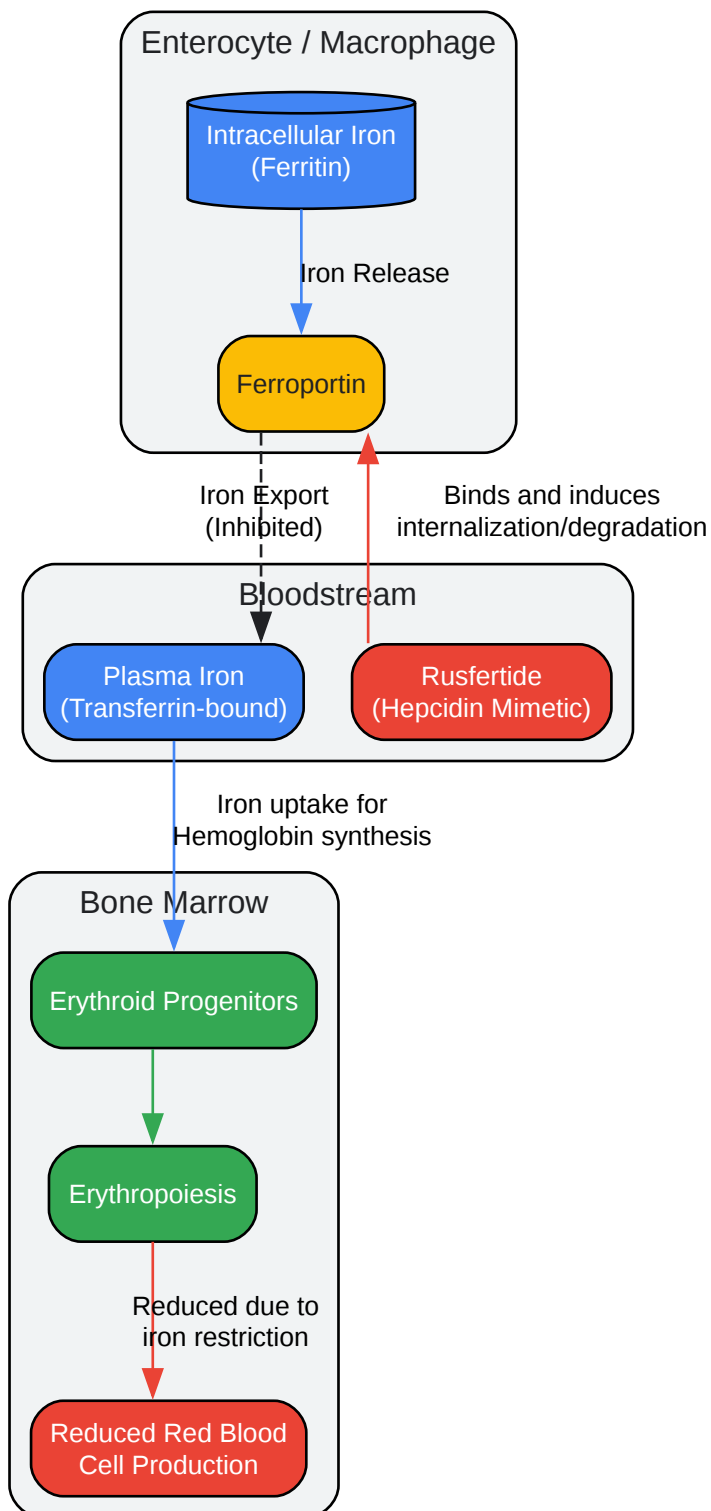 Enterocyte / Macrophage
Intracellular Iron
(Ferritin)
Iron Release
Ferroportin
Iron Export
(Inhibited)
Binds and induces
internalization/degradation
Bloodstream
Plasma Iron
(Transferrin-bound)
Rusfertide
(Hepcidin Mimetic)
Iron uptake for
Hemoglobin synthesis
Bone Marrow
Erythroid Progenitors
Erythropoiesis
Reduced due to
iron restriction
Reduced Red Blood
Cell Production